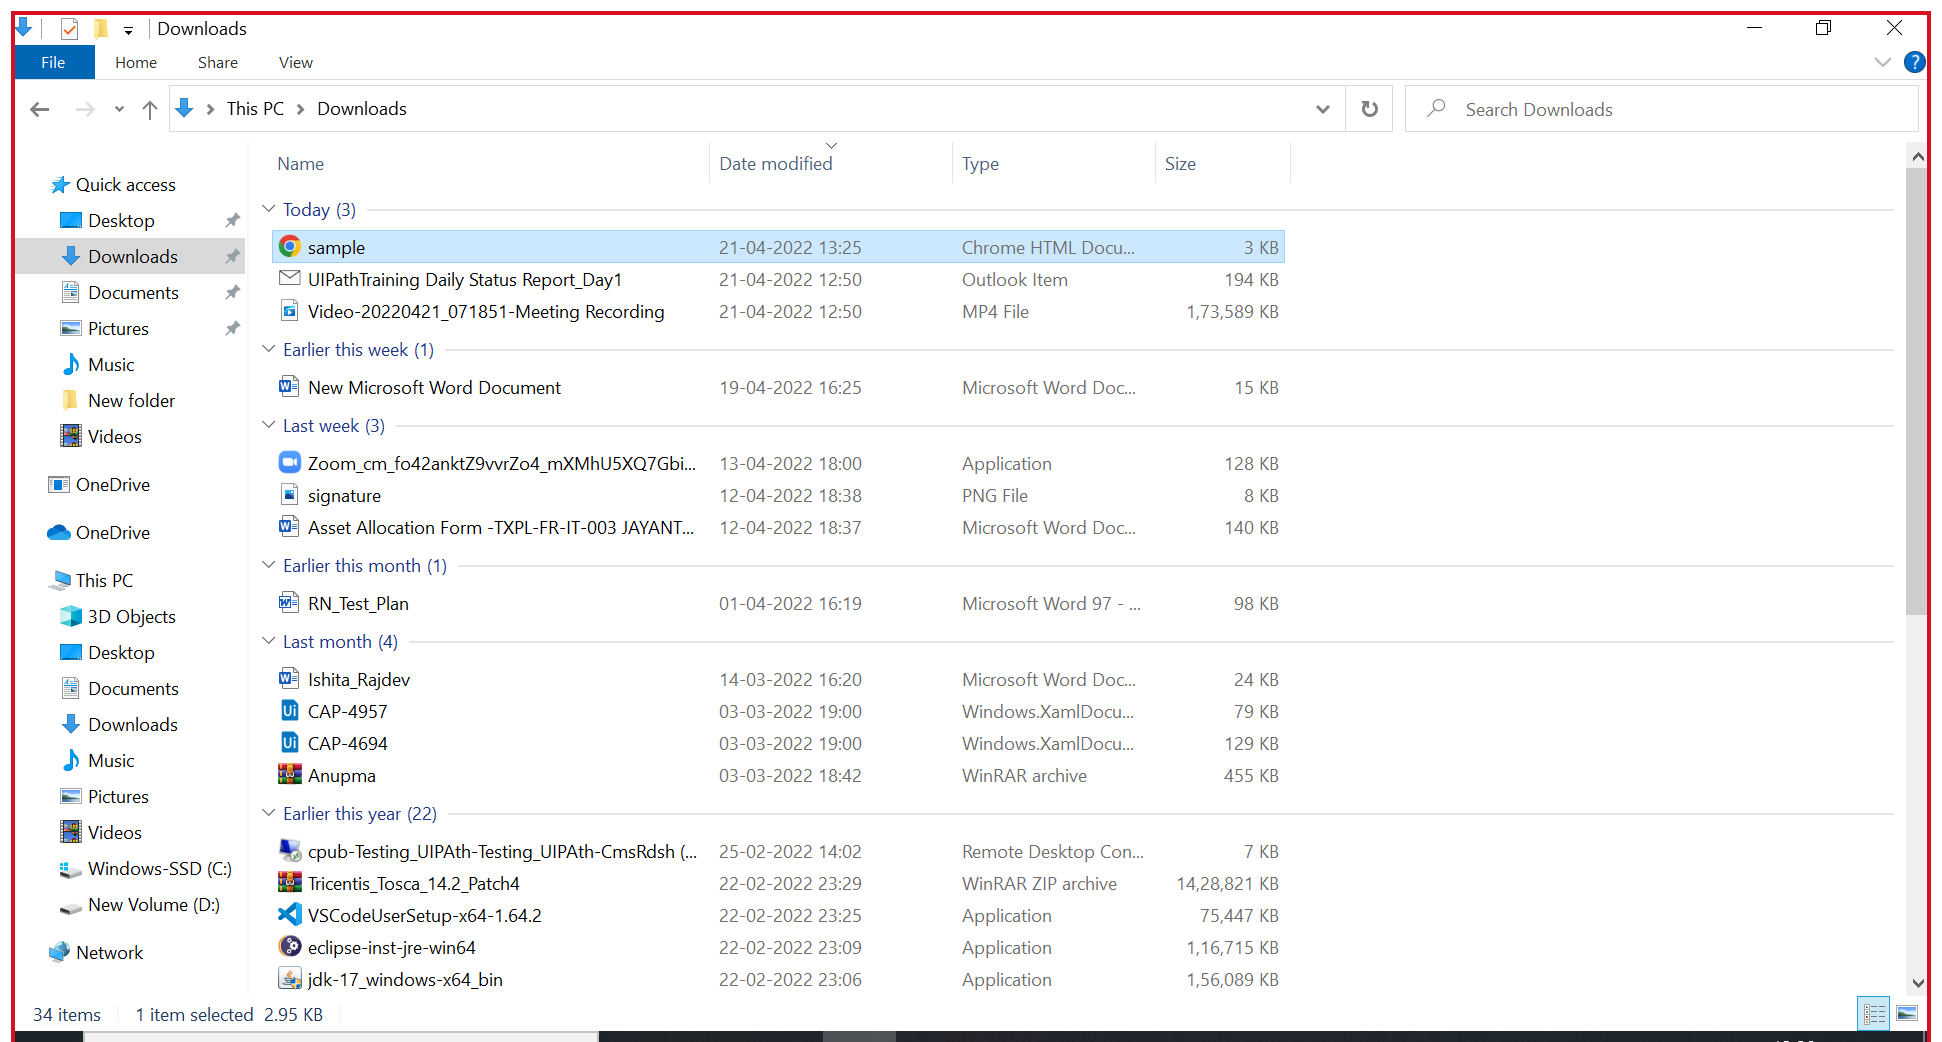 Downloads
File Home Share View
This PC > Downloads
Search Downloads
Name Date modified Type Size
Quick access
Desktop
Downloads
Documents
Pictures
Music
New folder
Videos
OneDrive
OneDrive
This PC
3D Objects
Desktop
Documents
Downloads
Music
Pictures
Videos
Windows-SSD (C:)
New Volume (D:)
Network
Today (3)
sample 21-04-2022 13:25 Chrome HTML Docu... 3 KB
UIPathTraining Daily Status Report_Day1 21-04-2022 12:50 Outlook Item 194 KB
Video-20220421_071851-Meeting Recording 21-04-2022 12:50 MP4 File 1,73,589 KB
Earlier this week (1)
New Microsoft Word Document 19-04-2022 16:25 Microsoft Word Doc... 15 KB
Last week (3)
Zoom_cm_fo42anktZ9vvrZo4_mXMhU5XQ7Gbi... 13-04-2022 18:00 Application 128 KB
signature 12-04-2022 18:38 PNG File 8 KB
Asset Allocation Form -TXPL-FR-IT-003 JAYANT... 12-04-2022 18:37 Microsoft Word Doc... 140 KB
Earlier this month (1)
RN_Test_Plan 01-04-2022 16:19 Microsoft Word 97 - ... 98 KB
Last month (4)
Ishita_Rajdev 14-03-2022 16:20 Microsoft Word Doc... 24 KB
CAP-4957 03-03-2022 19:00 Windows.XamlDocu... 79 KB
CAP-4694 03-03-2022 19:00 Windows.XamlDocu... 129 KB
Anupma 03-03-2022 18:42 WinRAR archive 455 KB
Earlier this year (22)
cpub-Testing_UIPAth-Testing_UIPAth-CmsRdsh (... 25-02-2022 14:02 Remote Desktop Con... 7 KB
Tricentis_Tosca_14.2_Patch4 22-02-2022 23:29 WinRAR ZIP archive 14,28,821 KB
VSCodeUserSetup-x64-1.64.2 22-02-2022 23:25 Application 75,447 KB
eclipse-inst-jre-win64 22-02-2022 23:09 Application 1,16,715 KB
jdk-17_windows-x64_bin 22-02-2022 23:06 Application 1,56,089 KB
34 items 1 item selected 2.95 KB